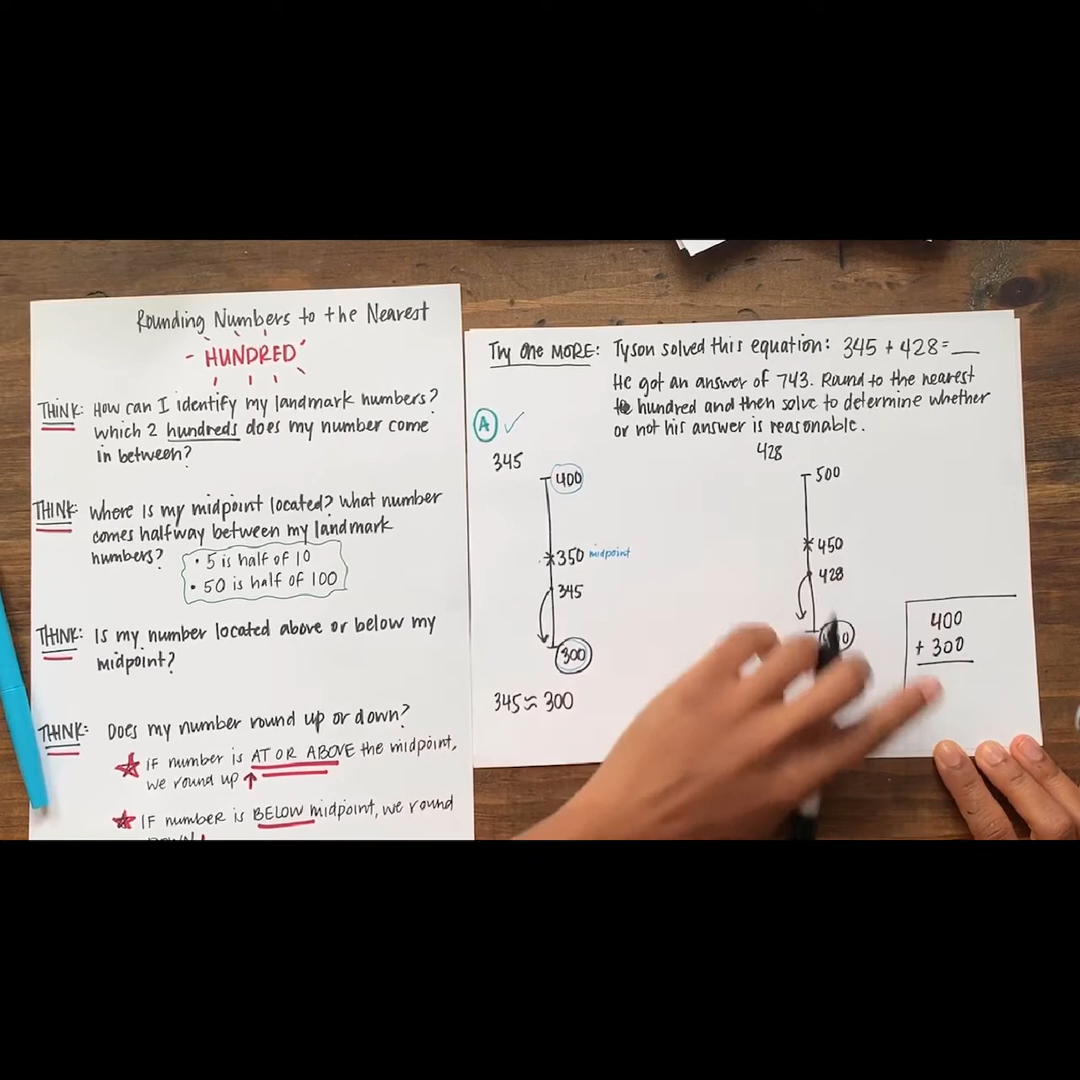 Rounding Numbers to the Nearest
- HUNDRED
THINK: How can I identify my landmark numbers?
Which 2 hundreds does my number come
in between?
THINK: Where is my midpoint located? What number
comes halfway between my landmark
numbers?
• 5 is half of 10
• 50 is half of 100
THINK: Is my number located above or below my
midpoint?
THINK: Does my number round up or down?
IF number is AT OR ABOVE the midpoint,
we round up ↑
IF number is BELOW midpoint, we round
Try One MORE: Tyson solved this equation: 345 + 428 = __
He got an answer of 743. Round to the nearest
hundred and then solve to determine whether
or not his answer is reasonable.
A ✓
345
400
350 midpoint
345
300
345 ≈ 300
428
500
450
428
400
+ 300